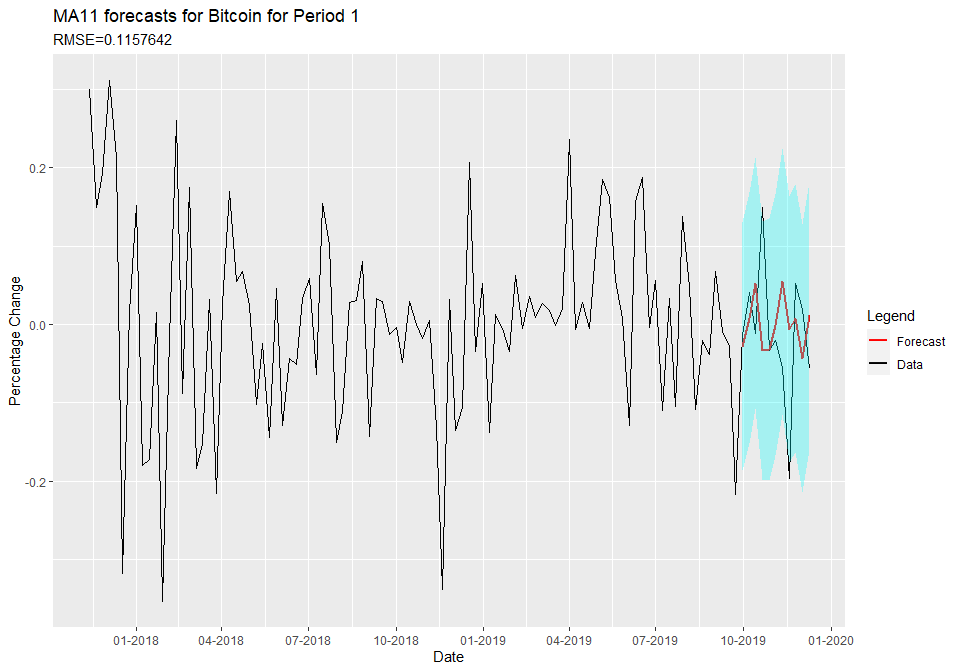 MA11 forecasts for Bitcoin for Period 1
RMSE=0.1157642
Percentage Change
0.2
0.0
-0.2
01-2018 04-2018 07-2018 10-2018 01-2019 04-2019 07-2019 10-2019 01-2020
Date
Legend
Forecast
Data